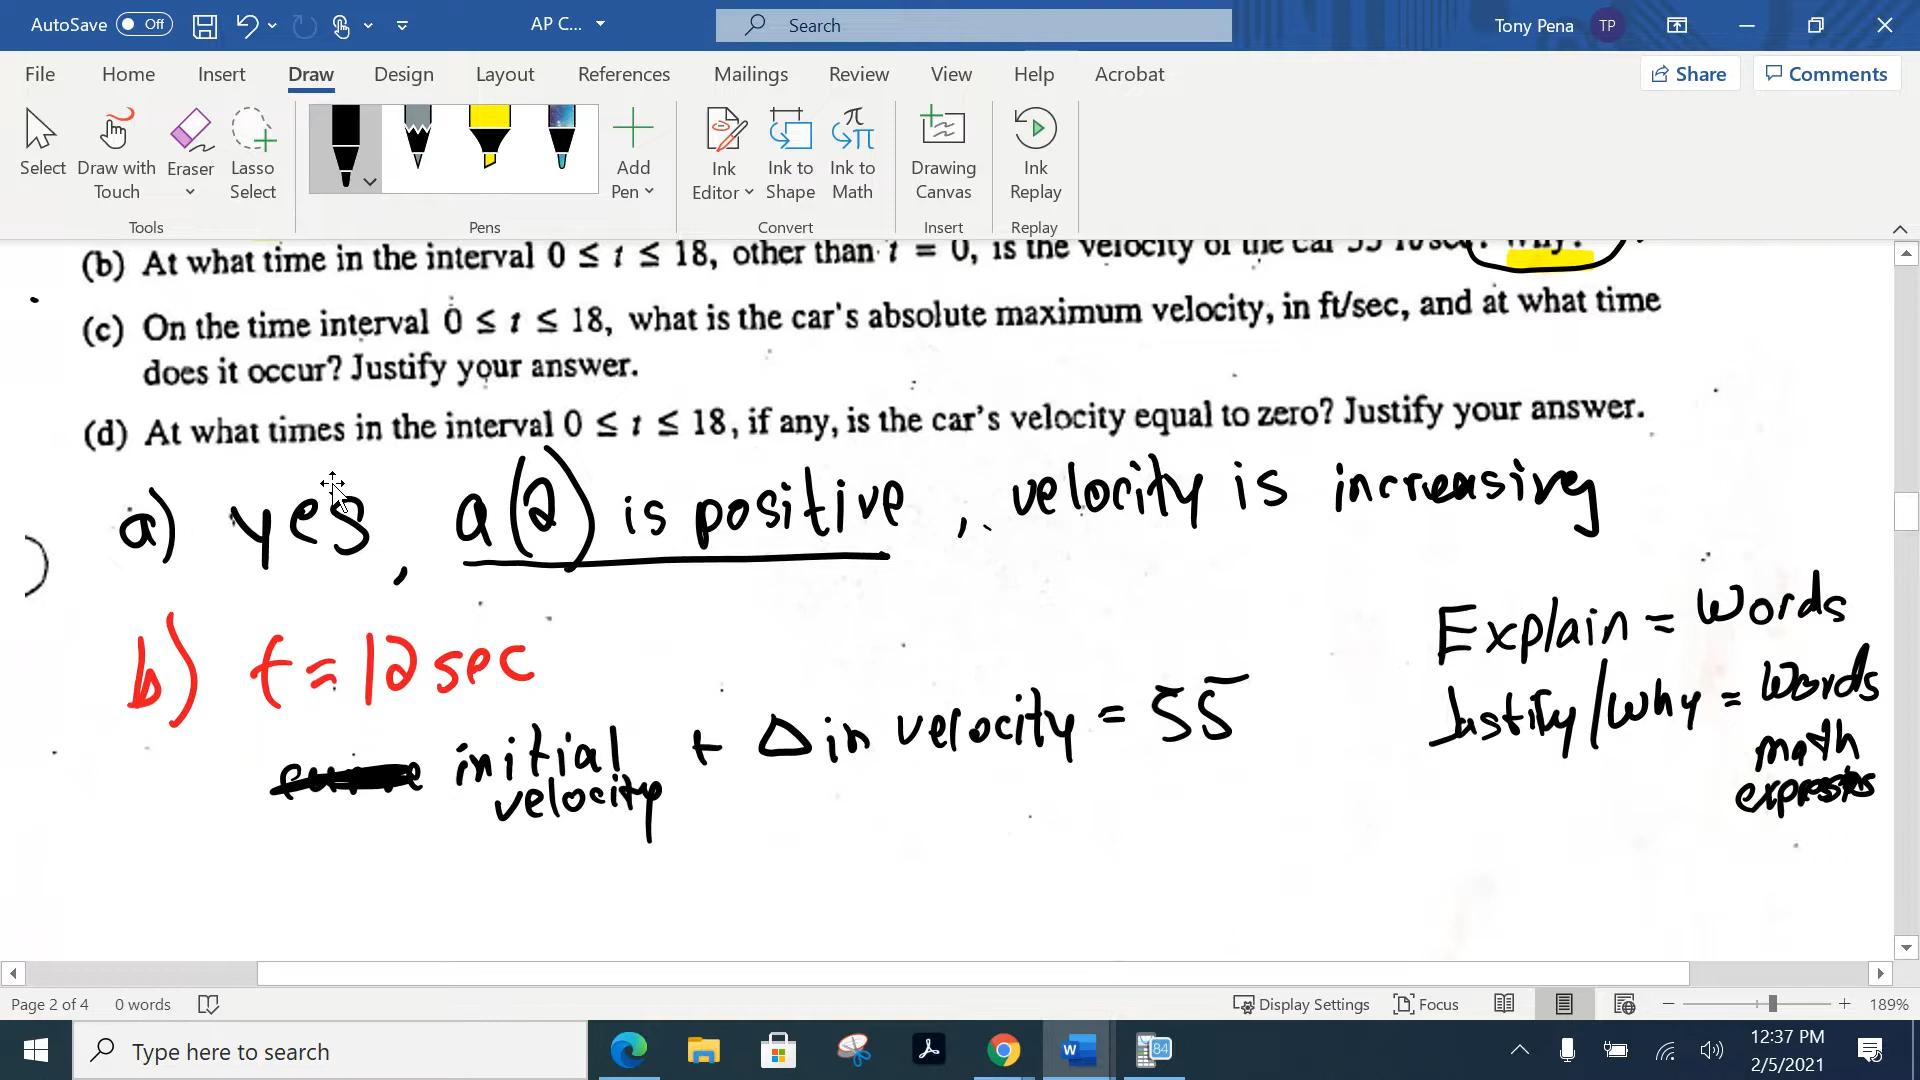 AutoSave Off AP C... Search Tony Pena TP
File Home Insert Draw Design Layout References Mailings Review View Help Acrobat Share Comments
Select Draw with Touch Eraser Lasso Select Add Pen Ink Editor Ink to Shape Ink to Math Drawing Canvas Ink Replay
Tools Pens Convert Insert Replay
(b) At what time in the interval 0 ≤ t ≤ 18, other than t = 0, is the velocity of the car 55 ft/sec? Why?
(c) On the time interval 0 ≤ t ≤ 18, what is the car's absolute maximum velocity, in ft/sec, and at what time
does it occur? Justify your answer.
(d) At what times in the interval 0 ≤ t ≤ 18, if any, is the car's velocity equal to zero? Justify your answer.
a) yes, a(2) is positive, velocity is increasing
Explain = Words
b) t = 12 sec
Justify/Why = Words
math
initial velocity + Δ in velocity = 55
Page 2 of 4 0 words Display Settings Focus 189%
Type here to search 84 12:37 PM
2/5/2021